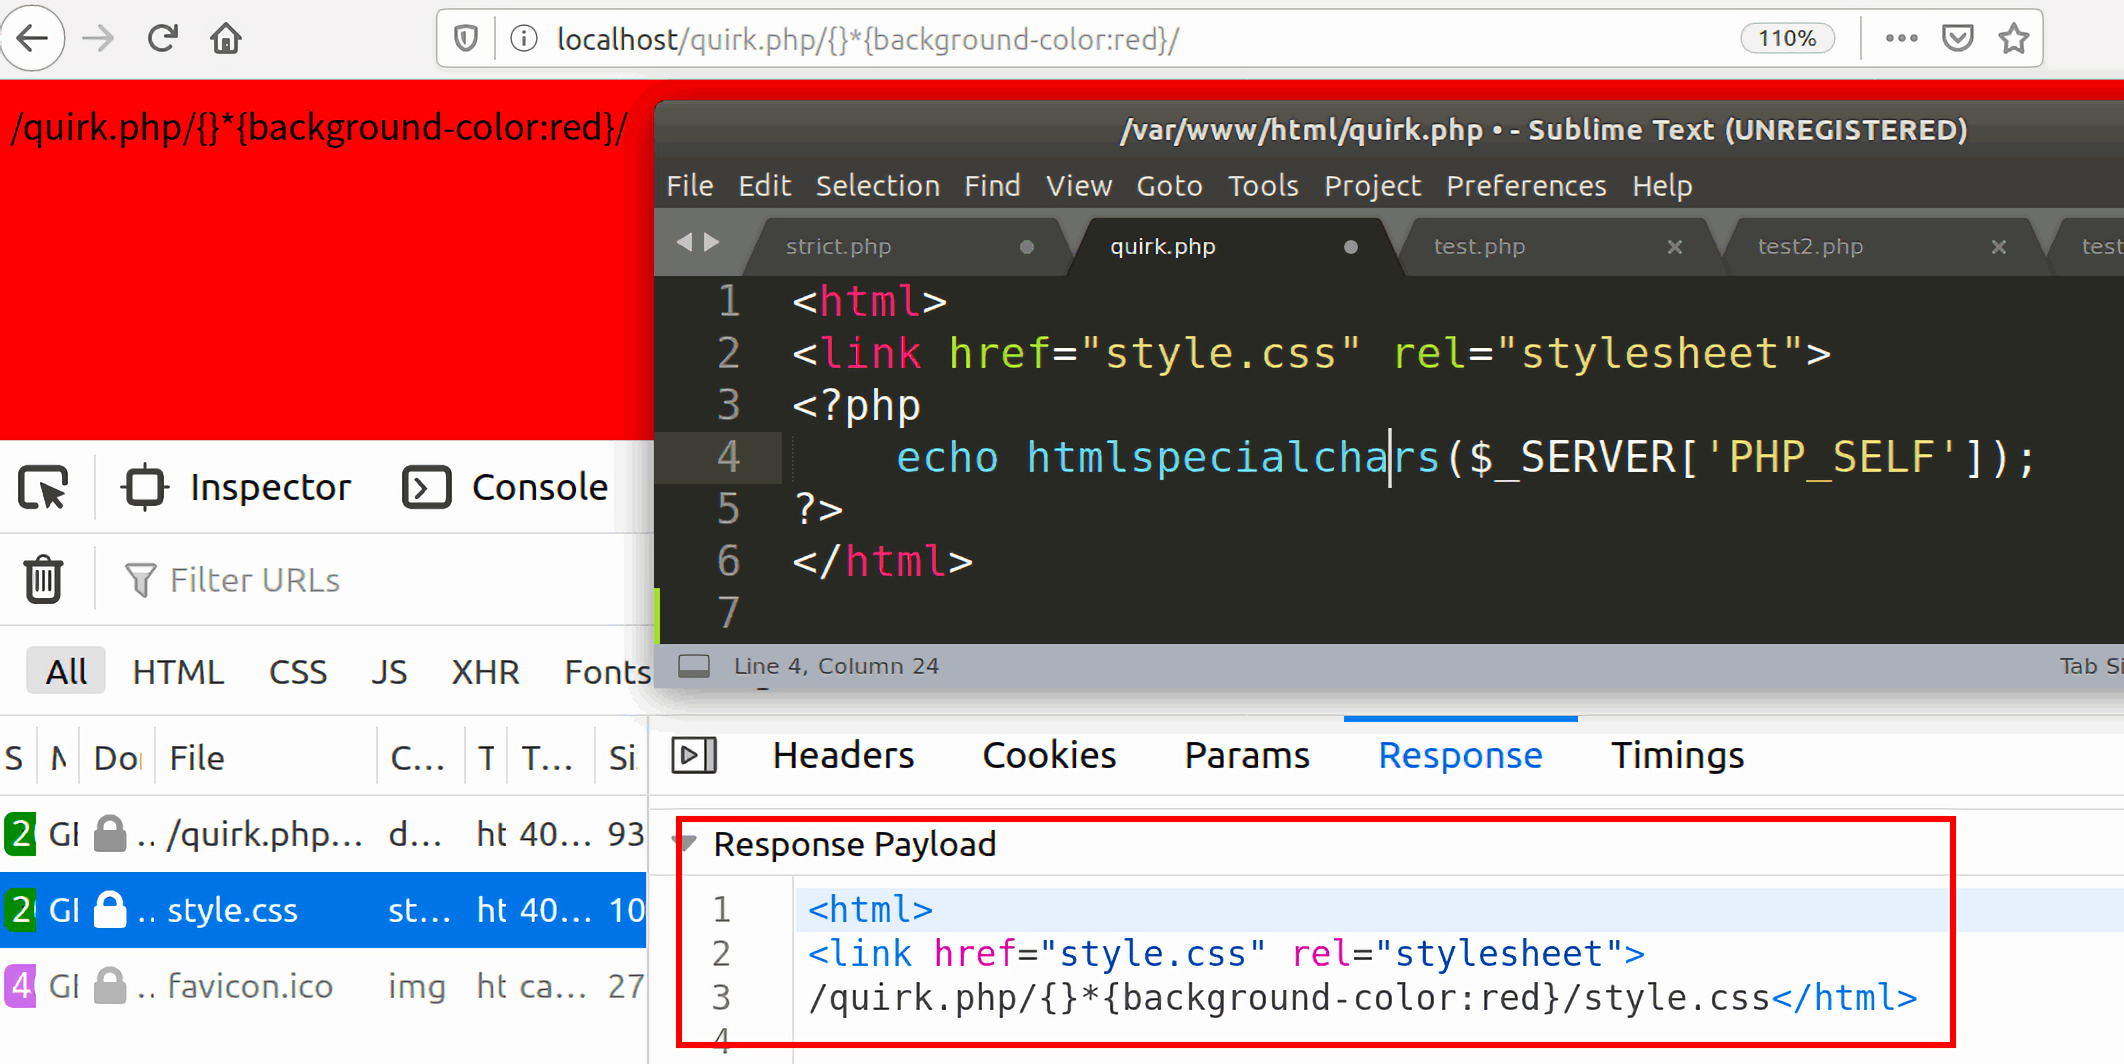 localhost/quirk.php/{}*{background-color:red}/
110%
/quirk.php/{}*{background-color:red}/
/var/www/html/quirk.php • - Sublime Text (UNREGISTERED)
File Edit Selection Find View Goto Tools Project Preferences Help
strict.php quirk.php test.php test2.php test
1 <html>
2 <link href="style.css" rel="stylesheet">
3 <?php
4 echo htmlspecialchars($_SERVER['PHP_SELF']);
5 ?>
6 </html>
7
Line 4, Column 24 Tab Si
Inspector Console
Filter URLs
All HTML CSS JS XHR Fonts
S M Do File C... T T... Si
Headers Cookies Params Response Timings
2 GE .. /quirk.php... d... ht 40... 93
2 GE .. style.css st... ht 40... 10
4 GE .. favicon.ico img ht ca... 27
Response Payload
1 <html>
2 <link href="style.css" rel="stylesheet">
3 /quirk.php/{}*{background-color:red}/style.css</html>
4